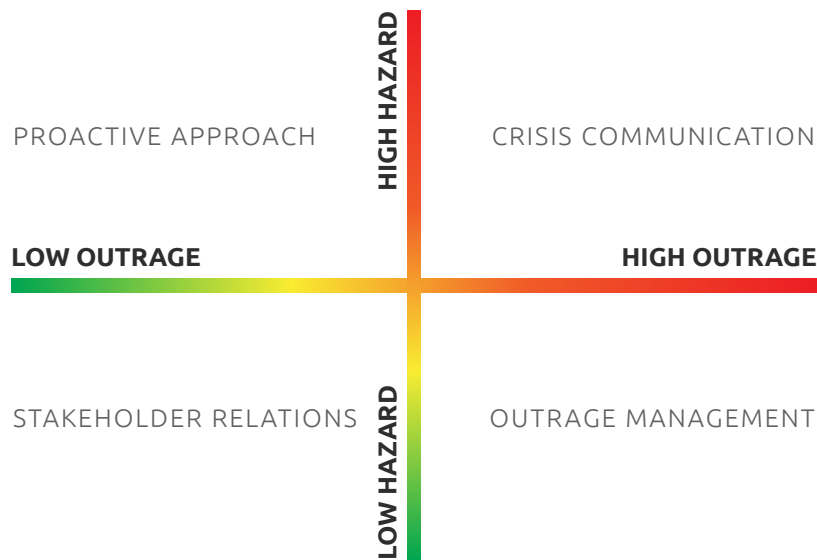 HIGH HAZARD
PROACTIVE APPROACH
CRISIS COMMUNICATION
LOW OUTRAGE
HIGH OUTRAGE
STAKEHOLDER RELATIONS
OUTRAGE MANAGEMENT
LOW HAZARD